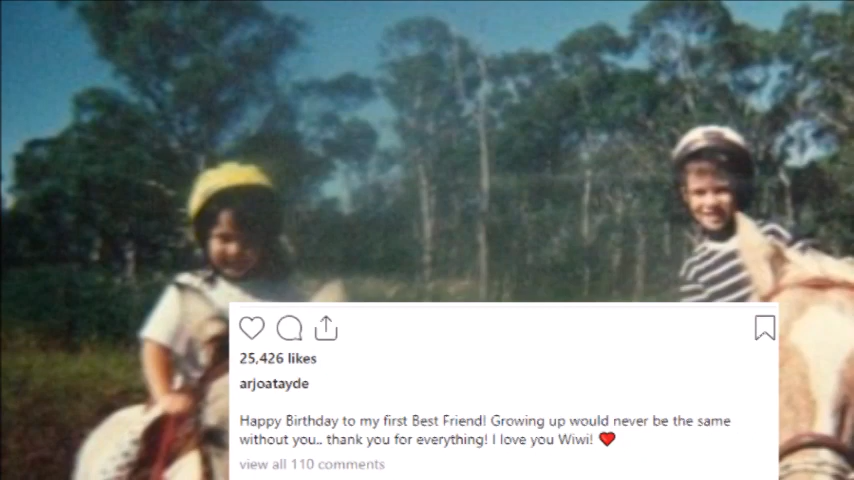 25,426 likes
arjoatayde
Happy Birthday to my first Best Friend! Growing up would never be the same
without you.. thank you for everything! I love you Wiwi! ❤️
view all 110 comments